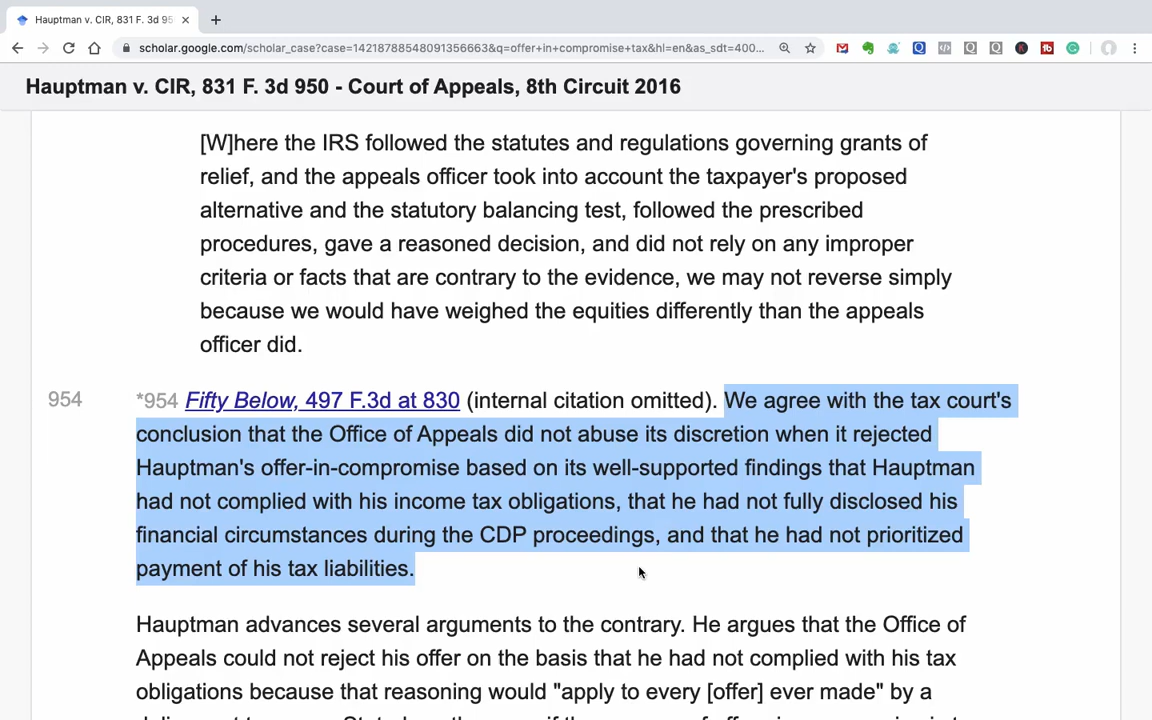 Hauptman v. CIR, 831 F. 3d 95
scholar.google.com/scholar_case?case=14218788548091356663&q=offer+in+compromise+tax&hl=en&as_sdt=400...
Hauptman v. CIR, 831 F. 3d 950 - Court of Appeals, 8th Circuit 2016
[W]here the IRS followed the statutes and regulations governing grants of
relief, and the appeals officer took into account the taxpayer's proposed
alternative and the statutory balancing test, followed the prescribed
procedures, gave a reasoned decision, and did not rely on any improper
criteria or facts that are contrary to the evidence, we may not reverse simply
because we would have weighed the equities differently than the appeals
officer did.
954 *954 Fifty Below, 497 F.3d at 830 (internal citation omitted). We agree with the tax court's
conclusion that the Office of Appeals did not abuse its discretion when it rejected
Hauptman's offer-in-compromise based on its well-supported findings that Hauptman
had not complied with his income tax obligations, that he had not fully disclosed his
financial circumstances during the CDP proceedings, and that he had not prioritized
payment of his tax liabilities.
Hauptman advances several arguments to the contrary. He argues that the Office of
Appeals could not reject his offer on the basis that he had not complied with his tax
obligations because that reasoning would "apply to every [offer] ever made" by a